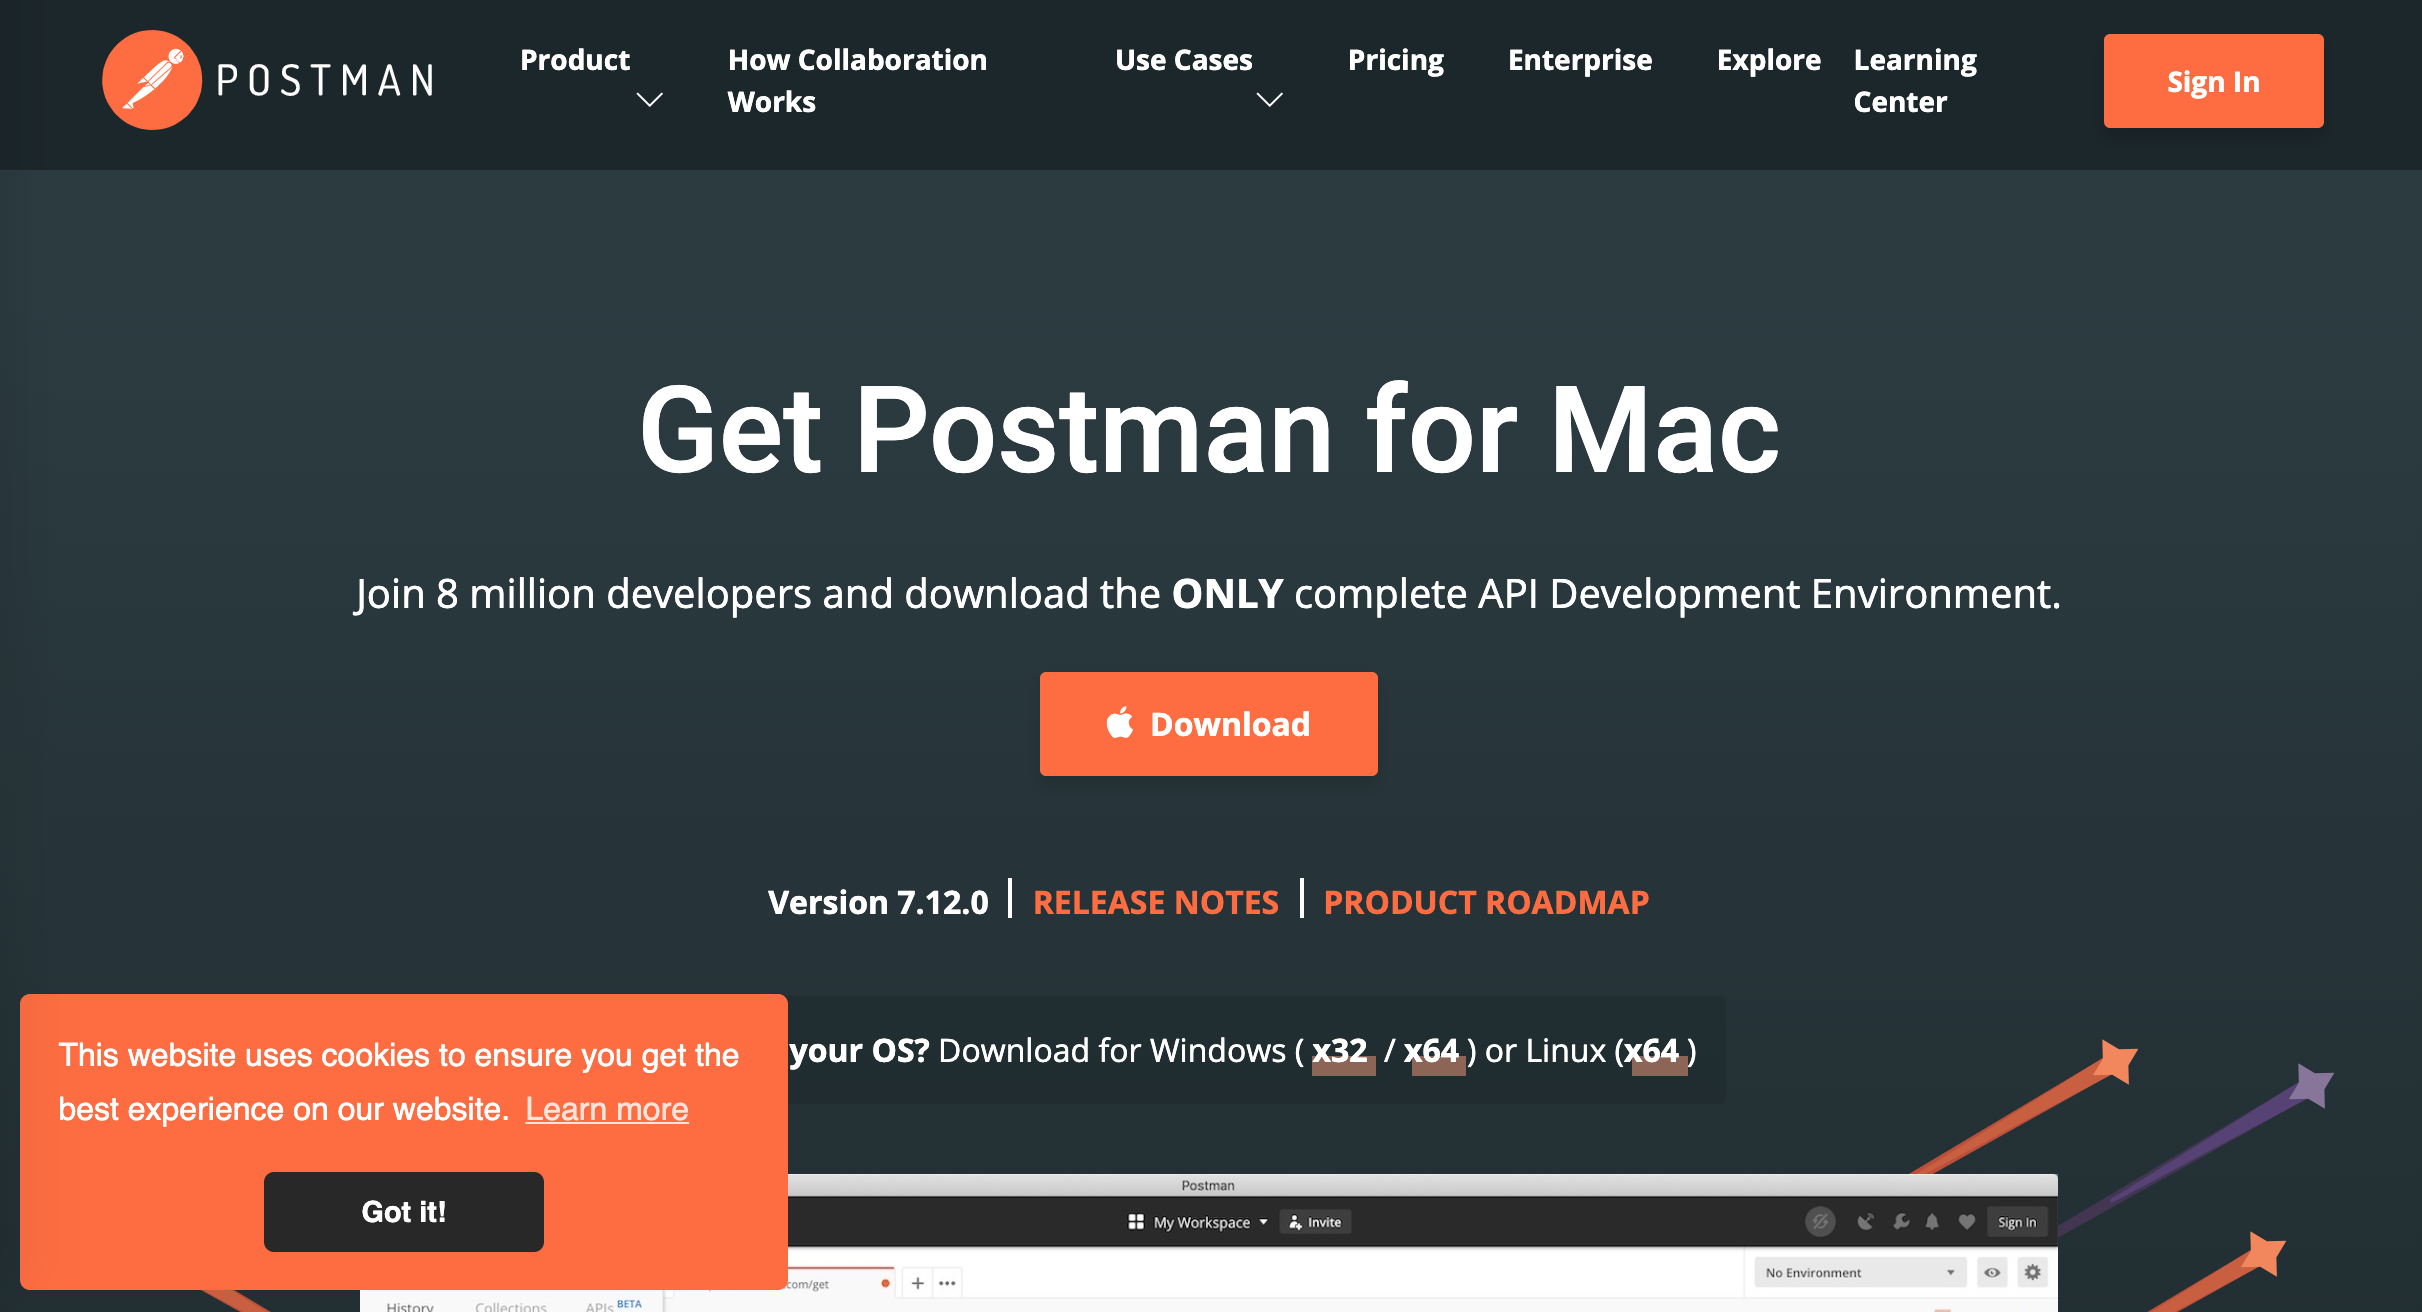 POSTMAN
Product
How Collaboration
Works
Use Cases
Pricing
Enterprise
Explore
Learning
Center
Sign In
Get Postman for Mac
Join 8 million developers and download the ONLY complete API Development Environment.
Download
Version 7.12.0 RELEASE NOTES PRODUCT ROADMAP
your OS? Download for Windows ( x32 / x64 ) or Linux (x64 )
This website uses cookies to ensure you get the
best experience on our website. Learn more
Got it!
Postman
My Workspace Invite Sign In
com/get + ••• No Environment
History Collections APIs BETA